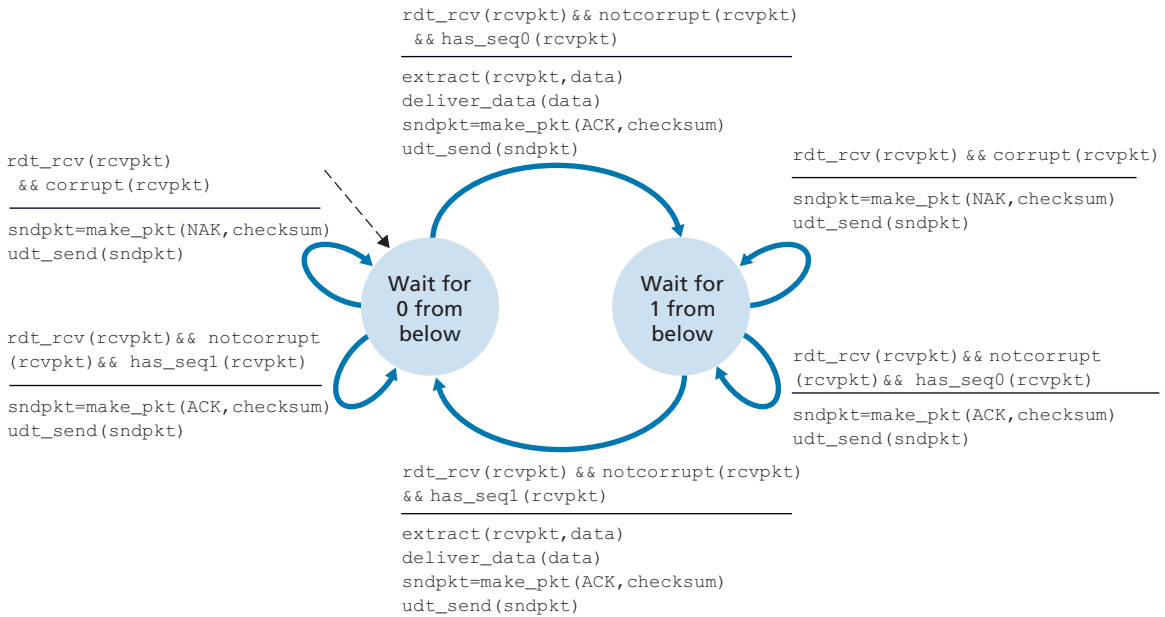 rdt_rcv(rcvpkt)&& notcorrupt(rcvpkt)
&& has_seq0(rcvpkt)
extract(rcvpkt,data)
deliver_data(data)
sndpkt=make_pkt(ACK,checksum)
udt_send(sndpkt)
rdt_rcv(rcvpkt)
&& corrupt(rcvpkt)
sndpkt=make_pkt(NAK,checksum)
udt_send(sndpkt)
rdt_rcv(rcvpkt) && corrupt(rcvpkt)
sndpkt=make_pkt(NAK,checksum)
udt_send(sndpkt)
Wait for
0 from
below
Wait for
1 from
below
rdt_rcv(rcvpkt)&& notcorrupt
(rcvpkt)&& has_seq1(rcvpkt)
sndpkt=make_pkt(ACK,checksum)
udt_send(sndpkt)
rdt_rcv(rcvpkt)&& notcorrupt
(rcvpkt)&& has_seq0(rcvpkt)
sndpkt=make_pkt(ACK,checksum)
udt_send(sndpkt)
rdt_rcv(rcvpkt) && notcorrupt(rcvpkt)
&& has_seq1(rcvpkt)
extract(rcvpkt,data)
deliver_data(data)
sndpkt=make_pkt(ACK,checksum)
udt_send(sndpkt)